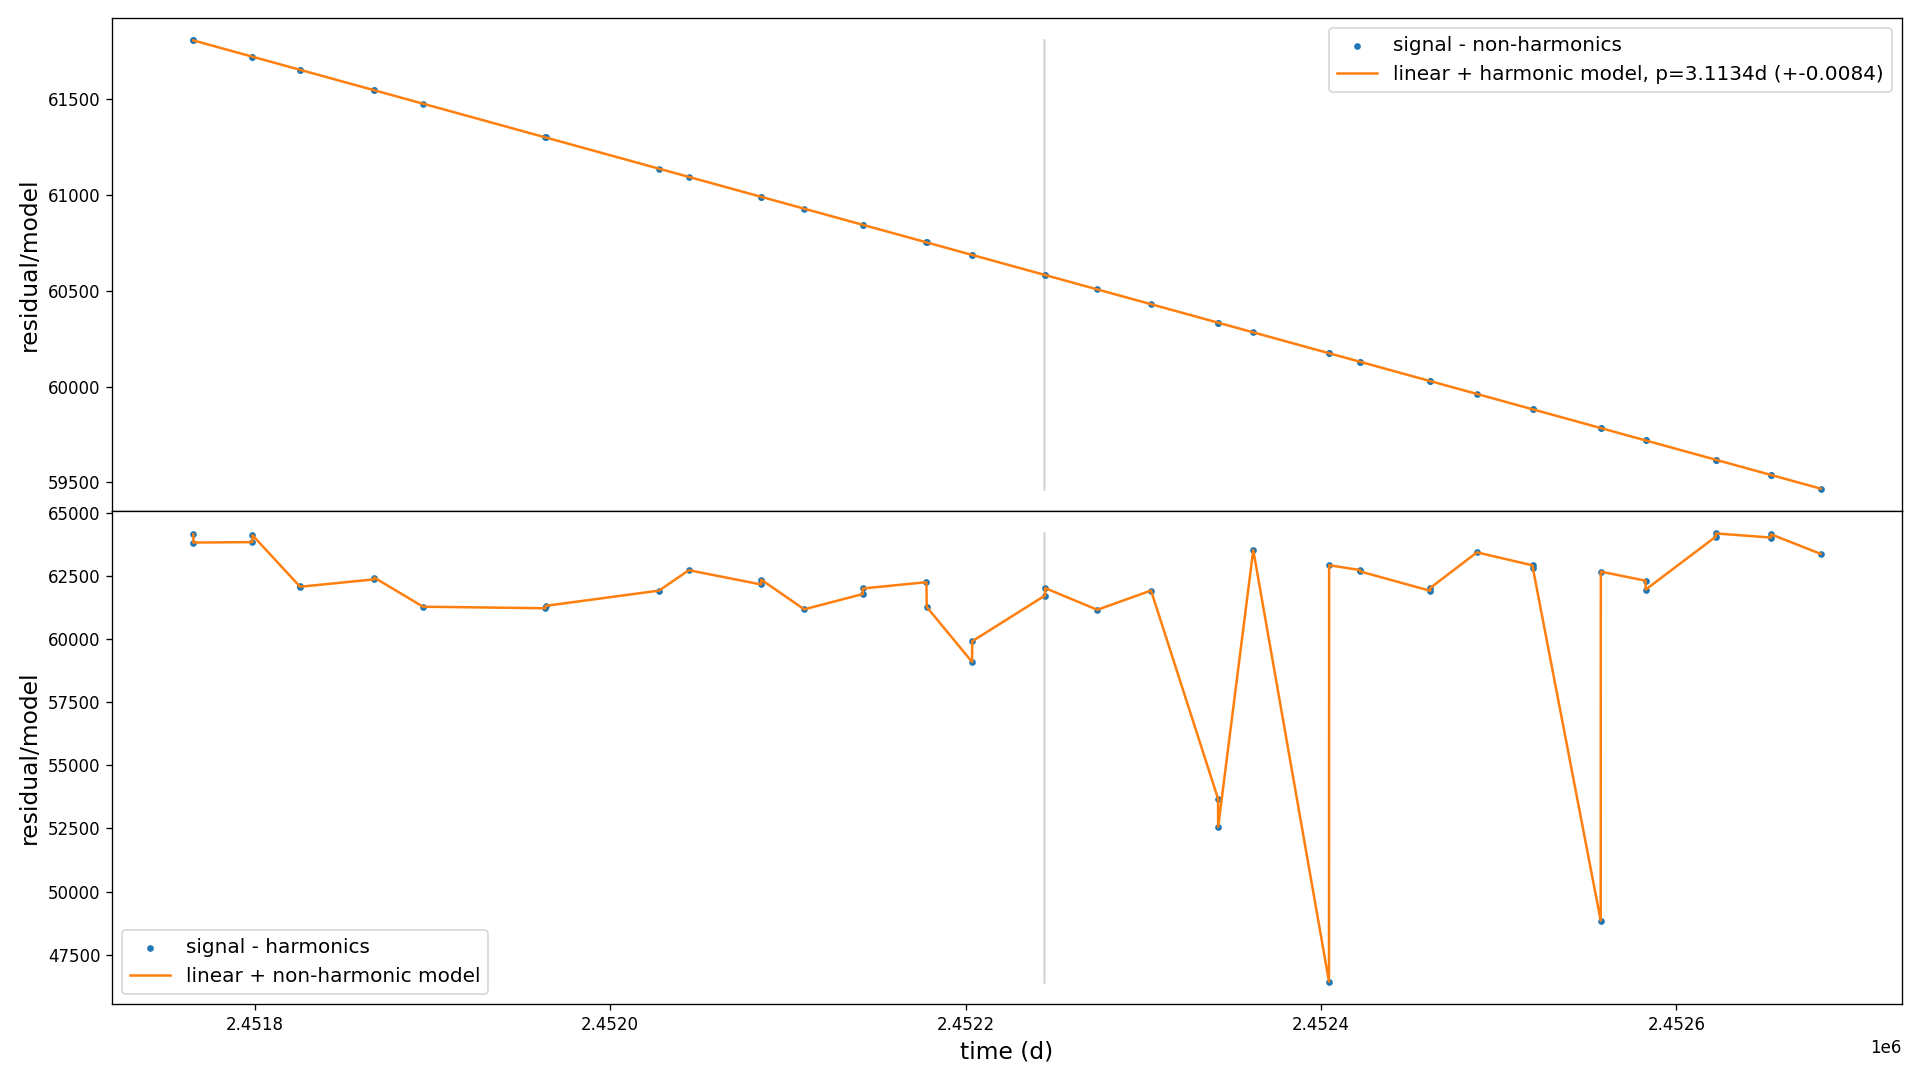 signal - non-harmonics
linear + harmonic model, p=3.1134d (+-0.0084)
residual/model
61500
61000
60500
60000
59500
65000
62500
60000
57500
55000
52500
50000
47500
residual/model
signal - harmonics
linear + non-harmonic model
2.4518 2.4520 2.4522 2.4524 2.4526
1e6
time (d)